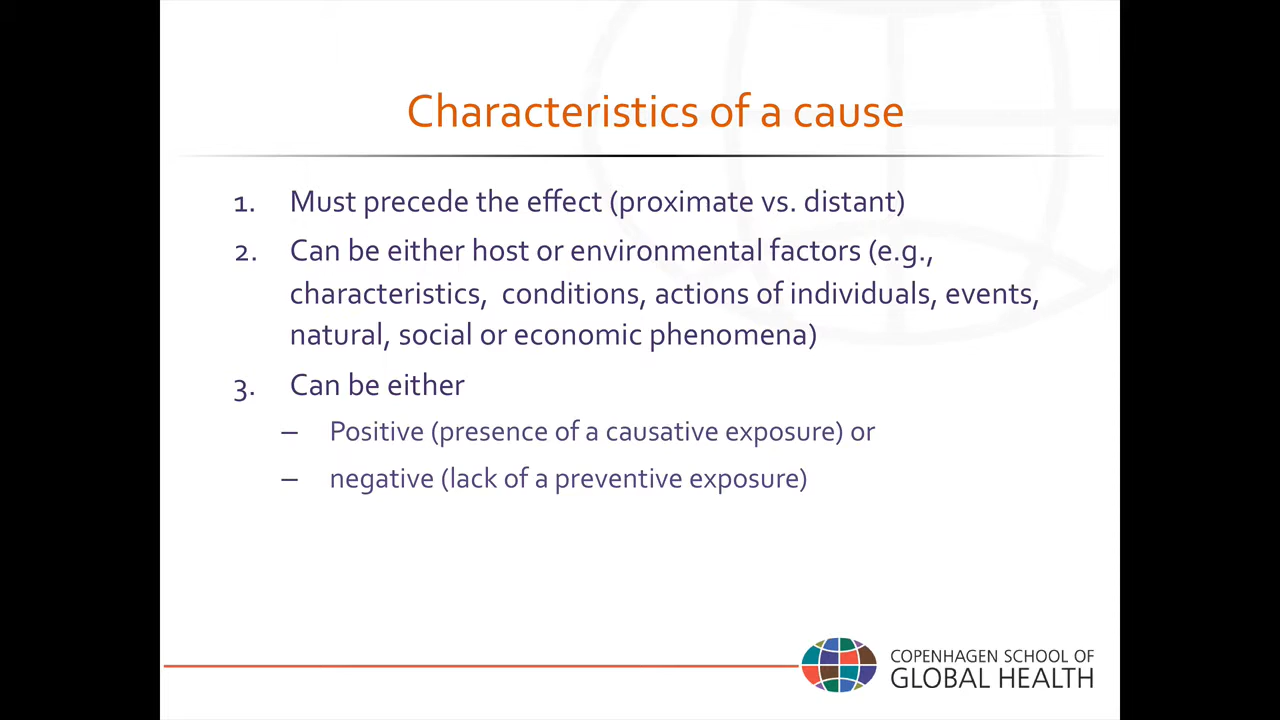 Characteristics of a cause
1. Must precede the effect (proximate vs. distant)
2. Can be either host or environmental factors (e.g.,
characteristics, conditions, actions of individuals, events,
natural, social or economic phenomena)
3. Can be either
– Positive (presence of a causative exposure) or
– negative (lack of a preventive exposure)
COPENHAGEN SCHOOL OF
GLOBAL HEALTH